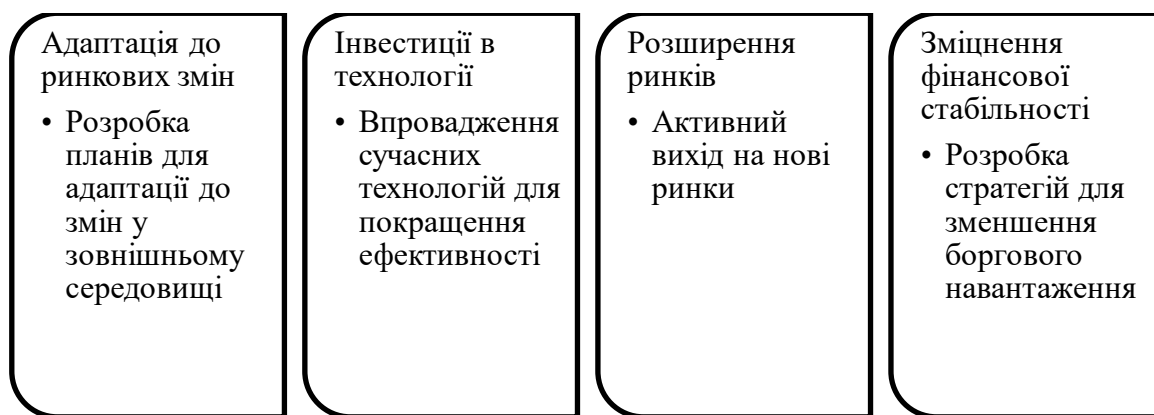 Адаптація до
ринкових змін
• Розробка
планів для
адаптації до
змін у
зовнішньому
середовищі
Інвестиції в
технології
• Впровадження
сучасних
технологій для
покращення
ефективності
Розширення
ринків
• Активний
вихід на нові
ринки
Зміцнення
фінансової
стабільності
• Розробка
стратегій для
зменшення
боргового
навантаження